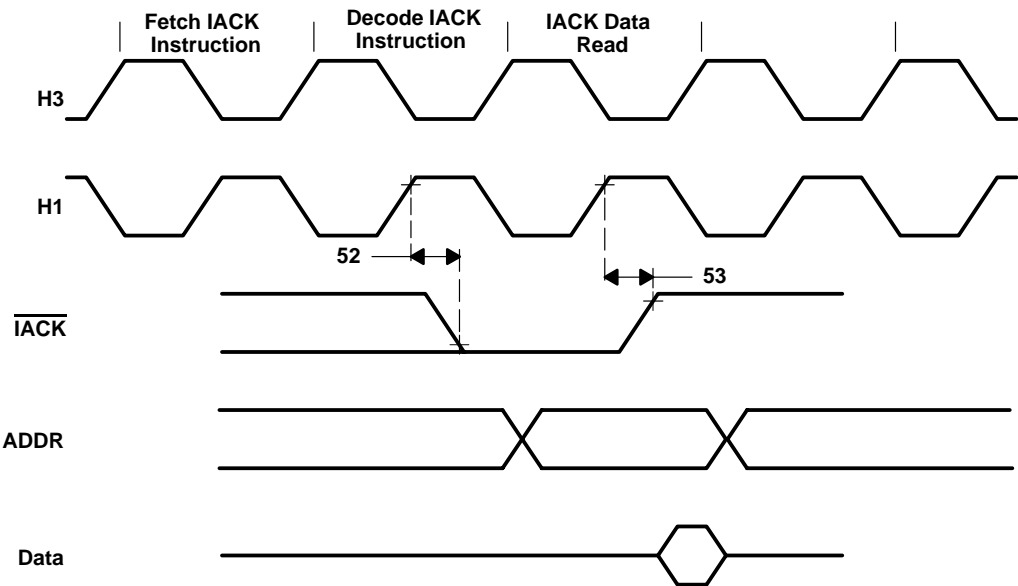 Fetch IACK
Instruction
Decode IACK
Instruction
IACK Data
Read
H3
H1
52
53
IACK
ADDR
Data